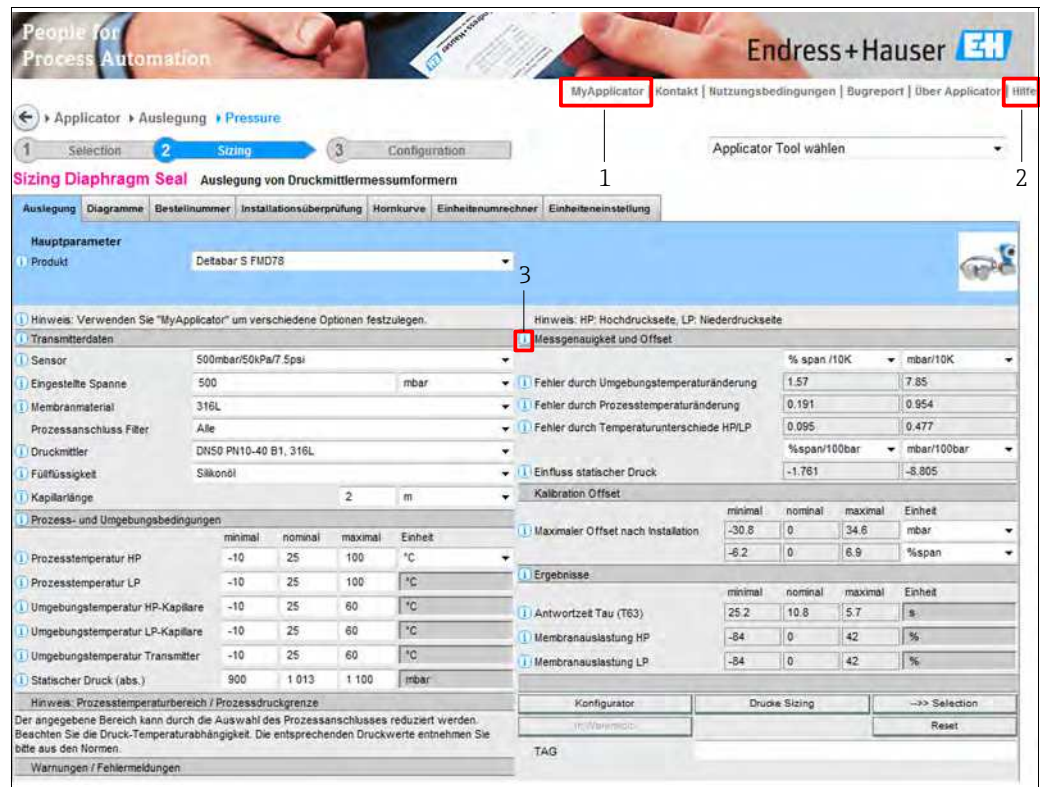 People for
Process Automation
Endress+Hauser EH
MyApplicator | Kontakt | Nutzungsbedingungen | Bugreport | Über Applicator | Hilfe
Applicator Auslegung Pressure
1 Selection 2 Sizing 3 Configuration
Applicator Tool wählen
1
2
Sizing Diaphragm Seal Auslegung von Druckmittlermessumformern
Auslegung Diagramme Bestellnummer Installationsüberprüfung Hornkurve Einheitenumrechner Einheiteneinstellung
Hauptparameter
Produkt Deltabar S FMD78
3
Hinweis: Verwenden Sie "MyApplicator" um verschiedene Optionen festzulegen.
Transmitterdaten
Sensor 500mbar/50kPa/7.5psi
Eingestellte Spanne 500 mbar
Membranmaterial 316L
Prozessanschluss Filter Alle
Druckmittler DN50 PN10-40 B1, 316L
Füllflüssigkeit Silikonöl
Kapillarlänge 2 m
Prozess- und Umgebungsbedingungen
minimal nominal maximal Einheit
Prozesstemperatur HP -10 25 100 °C
Prozesstemperatur LP -10 25 100 °C
Umgebungstemperatur HP-Kapillare -10 25 60 °C
Umgebungstemperatur LP-Kapillare -10 25 60 °C
Umgebungstemperatur Transmitter -10 25 60 °C
Statischer Druck (abs.) 900 1 013 1 100 mbar
Hinweis: Prozesstemperaturbereich / Prozessdruckgrenze
Der angegebene Bereich kann durch die Auswahl des Prozessanschlusses reduziert werden.
Beachten Sie die Druck-Temperaturabhängigkeit. Die entsprechenden Druckwerte entnehmen Sie
bitte aus den Normen.
Warnungen / Fehlermeldungen
Hinweis: HP: Hochdruckseite, LP: Niederdruckseite
Messgenauigkeit und Offset
% span /10K mbar/10K
Fehler durch Umgebungstemperaturänderung 1.57 7.85
Fehler durch Prozesstemperaturänderung 0.191 0.954
Fehler durch Temperaturunterschiede HP/LP 0.095 0.477
%span/100bar mbar/100bar
Einfluss statischer Druck -1.761 -8.805
Kalibration Offset
minimal nominal maximal Einheit
Maximaler Offset nach Installation -30.8 0 34.6 mbar
-6.2 0 6.9 %span
Ergebnisse
minimal nominal maximal Einheit
Antwortzeit Tau (T63) 25.2 10.8 5.7 s
Membranauslastung HP -84 0 42 %
Membranauslastung LP -84 0 42 %
Konfigurator Drucke Sizing -->> Selection
Reset
TAG